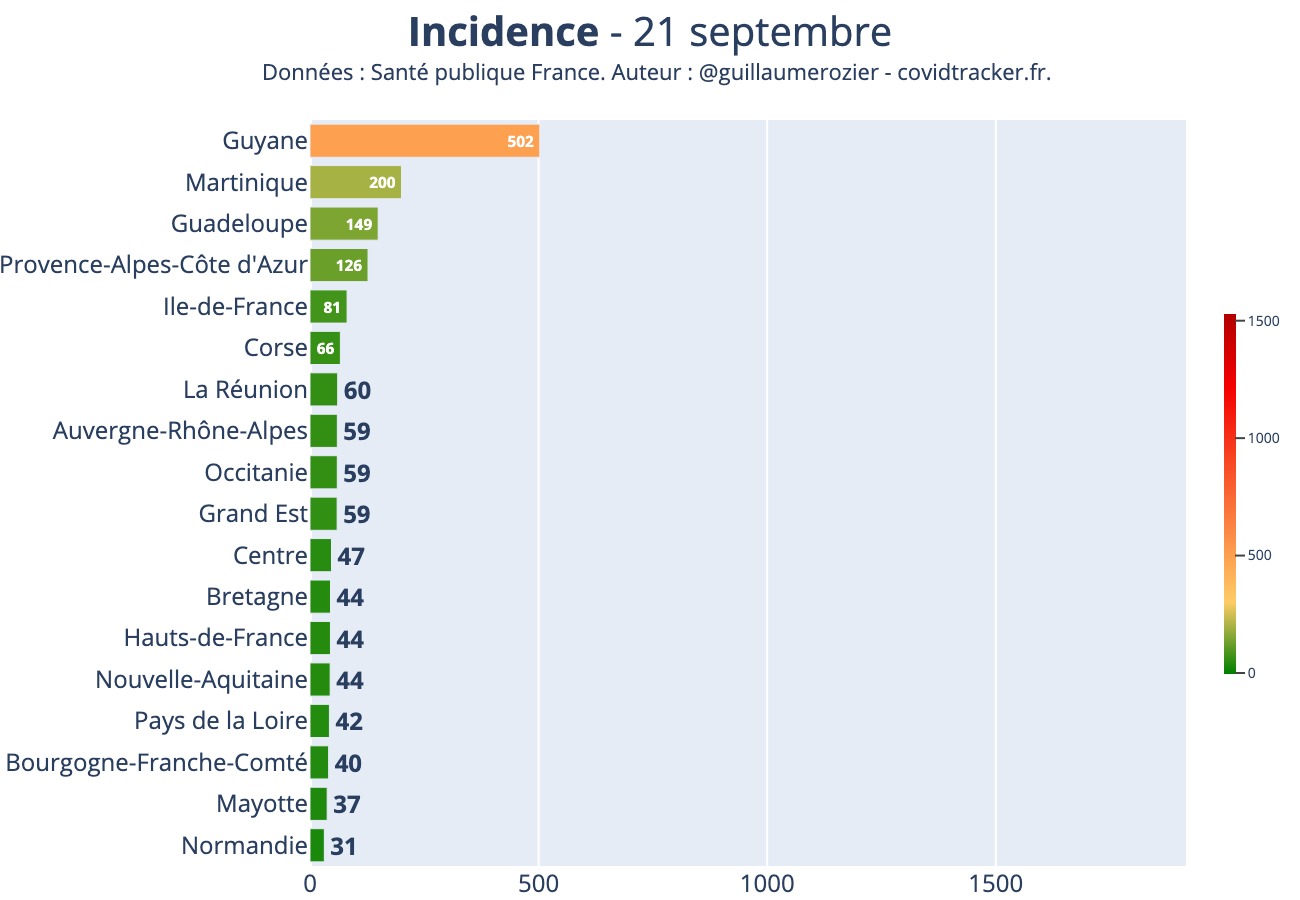 Incidence - 21 septembre
Données : Santé publique France. Auteur : @guillaumerozier - covidtracker.fr.
Guyane 502
Martinique 200
Guadeloupe 149
Provence-Alpes-Côte d'Azur 126
Ile-de-France 81
Corse 66
La Réunion 60
Auvergne-Rhône-Alpes 59
Occitanie 59
Grand Est 59
Centre 47
Bretagne 44
Hauts-de-France 44
Nouvelle-Aquitaine 44
Pays de la Loire 42
Bourgogne-Franche-Comté 40
Mayotte 37
Normandie 31
0 500 1000 1500
1500
1000
500
0